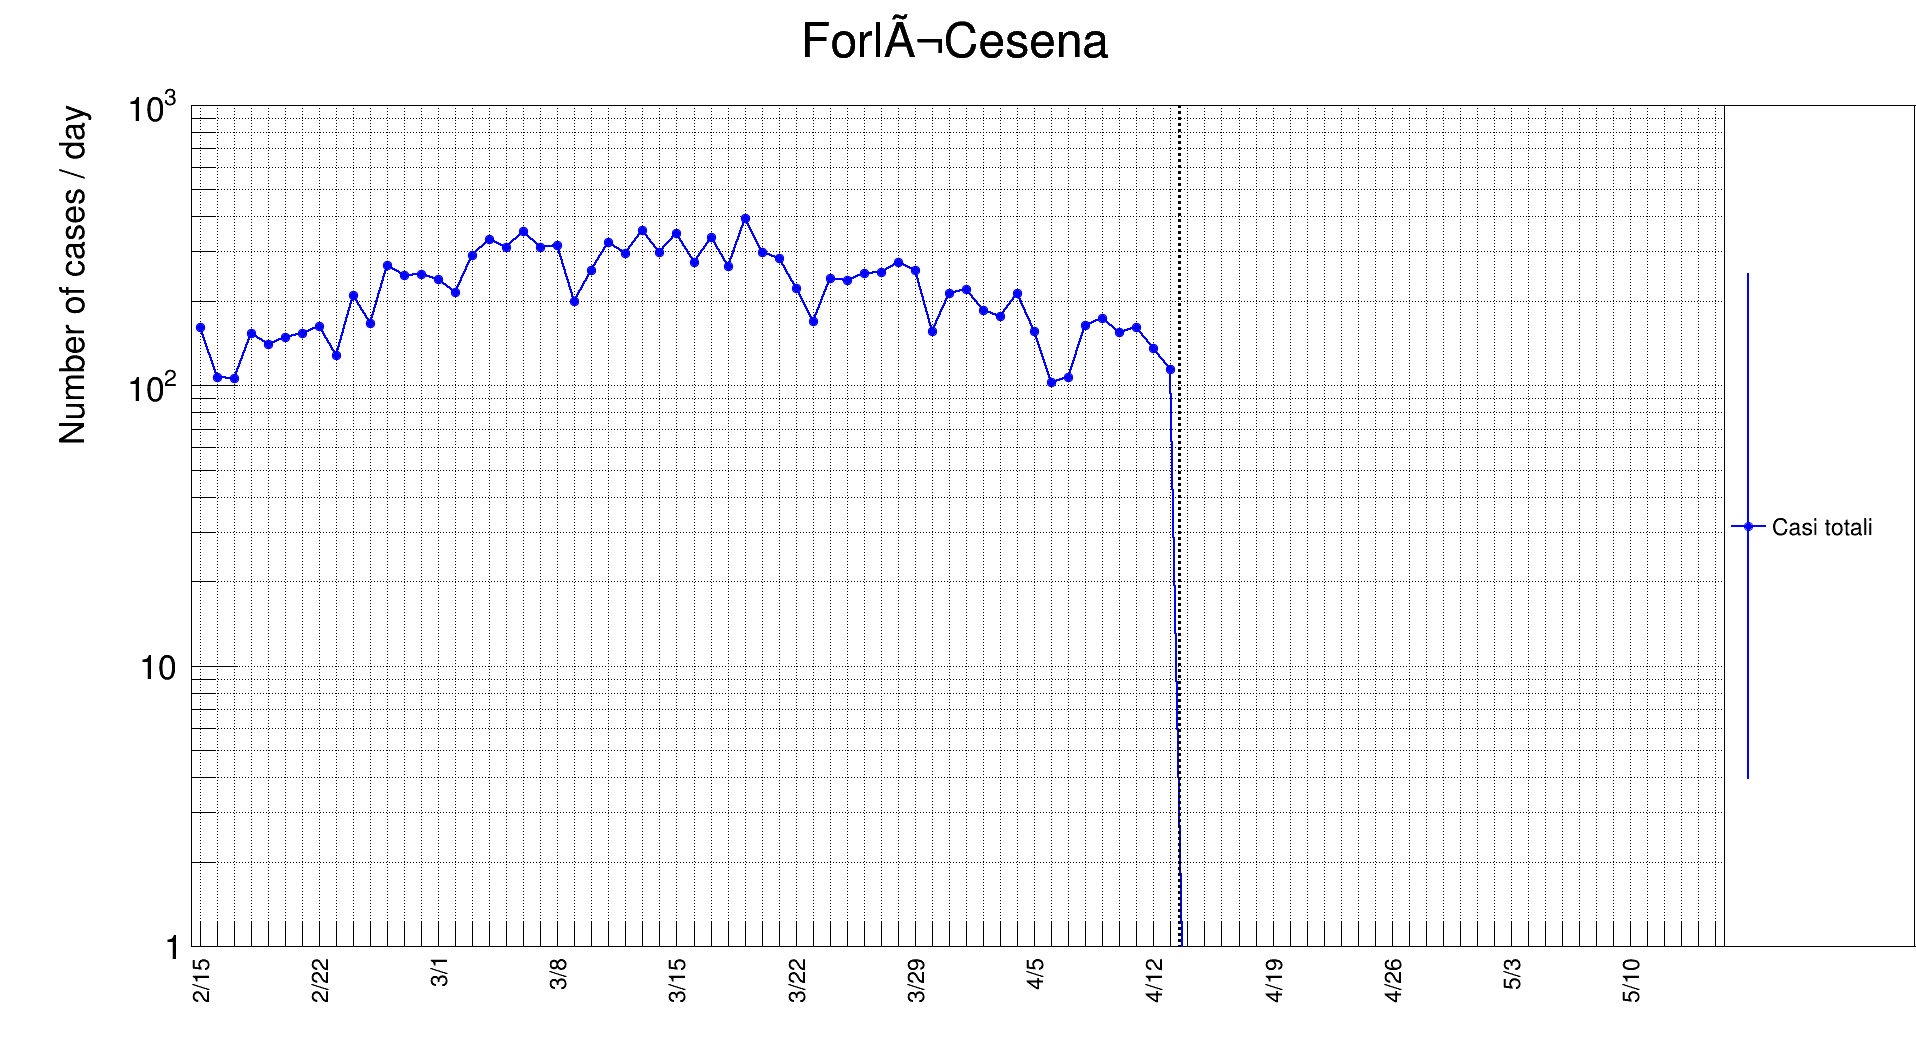 ForlÃ¬Cesena
Number of cases / day
10³
10²
10
1
2/15 2/22 3/1 3/8 3/15 3/22 3/29 4/5 4/12 4/19 4/26 5/3 5/10
Casi totali